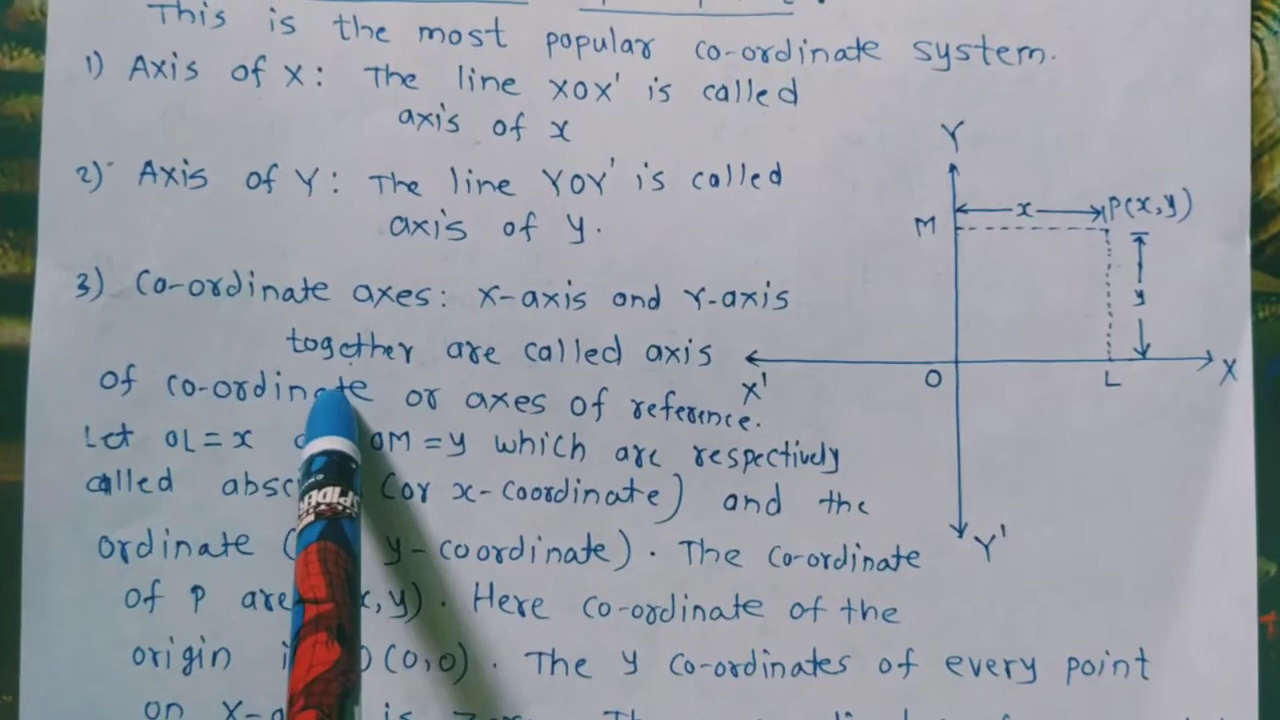 This is the most popular co-ordinate system.
1) Axis of X: The line XOX' is called
axis of x
2) Axis of Y: The line YOY' is called
axis of y.
3) Co-ordinate axes: X-axis and Y-axis
together are called axis
of co-ordinate or axes of reference.
Let OL = x OM = y which are respectively
called (or x-coordinate) and the
ordinate ( y-coordinate). The co-ordinate
of P are x, y). Here co-ordinate of the
origin (0,0). The y co-ordinates of every point
on is
Y
M
x
P(x,y)
y
X'
O
L
X
Y'
SPIDER